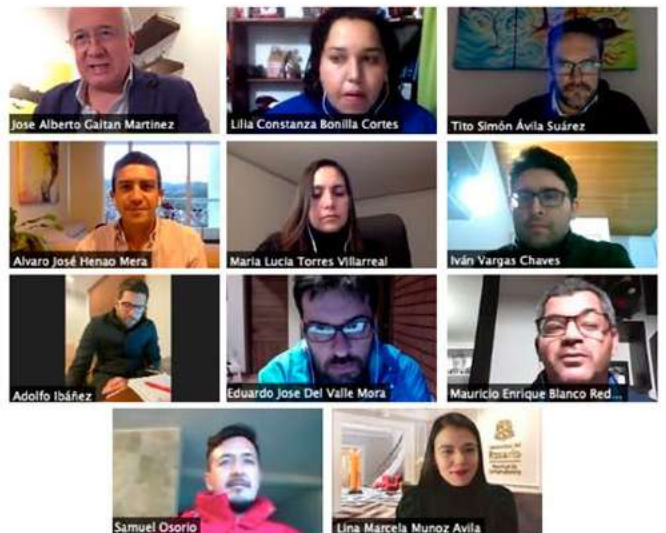 Jose Alberto Gaitan Martinez
Lilia Constanza Bonilla Cortes
Tito Simón Ávila Suárez
Alvaro José Henao Mera
Maria Lucia Torres Villarreal
Iván Vargas Chaves
Adolfo Ibáñez
Eduardo Jose Del Valle Mora
Mauricio Enrique Blanco Red...
Samuel Osorio
Lina Marcela Munoz Avila
Rosario